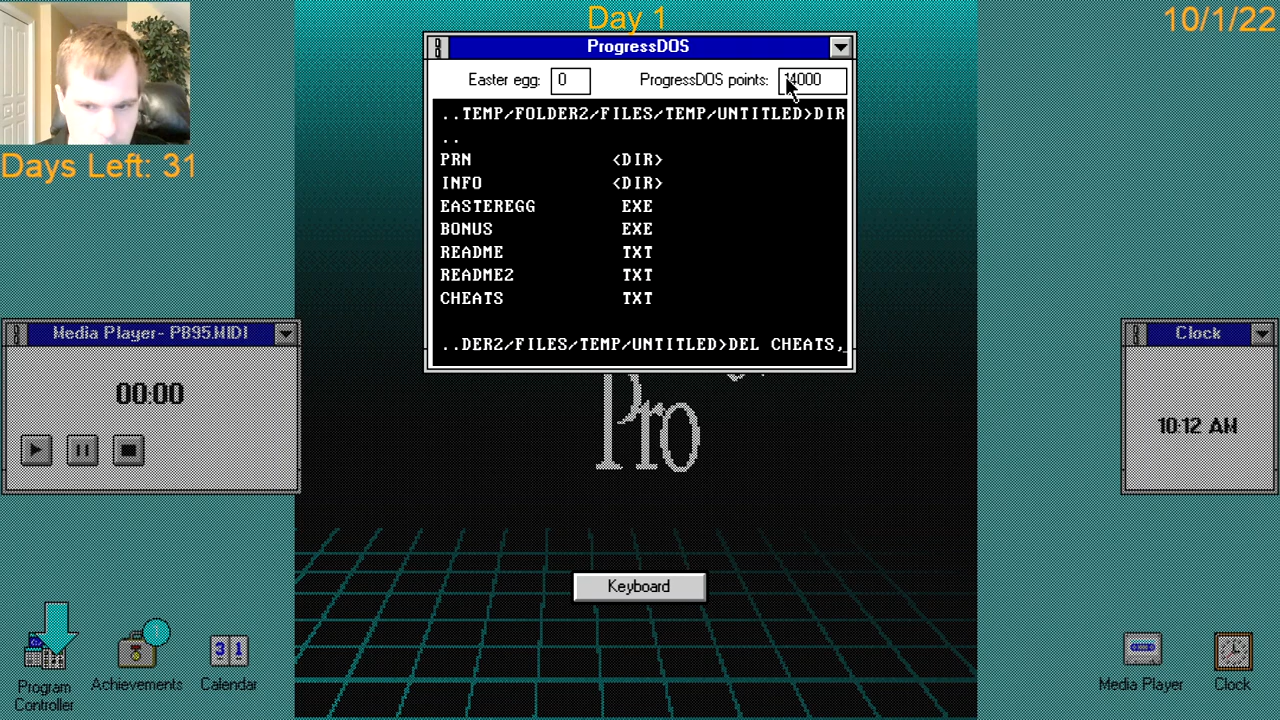 Day 1
10/1/22
Days Left: 31
ProgressDOS
Easter egg: 0 ProgressDOS points: 14000
..TEMP/FOLDER2/FILES/TEMP/UNTITLED>DIR
..
PRN <DIR>
INFO <DIR>
EASTEREGG EXE
BONUS EXE
README TXT
README2 TXT
CHEATS TXT
..DER2/FILES/TEMP/UNTITLED>DEL CHEATS,_
Media Player- PB95.MIDI
00:00
Clock
10:12 AM
Pro
Keyboard
Program Controller
Achievements
1
31
Calendar
Media Player
Clock